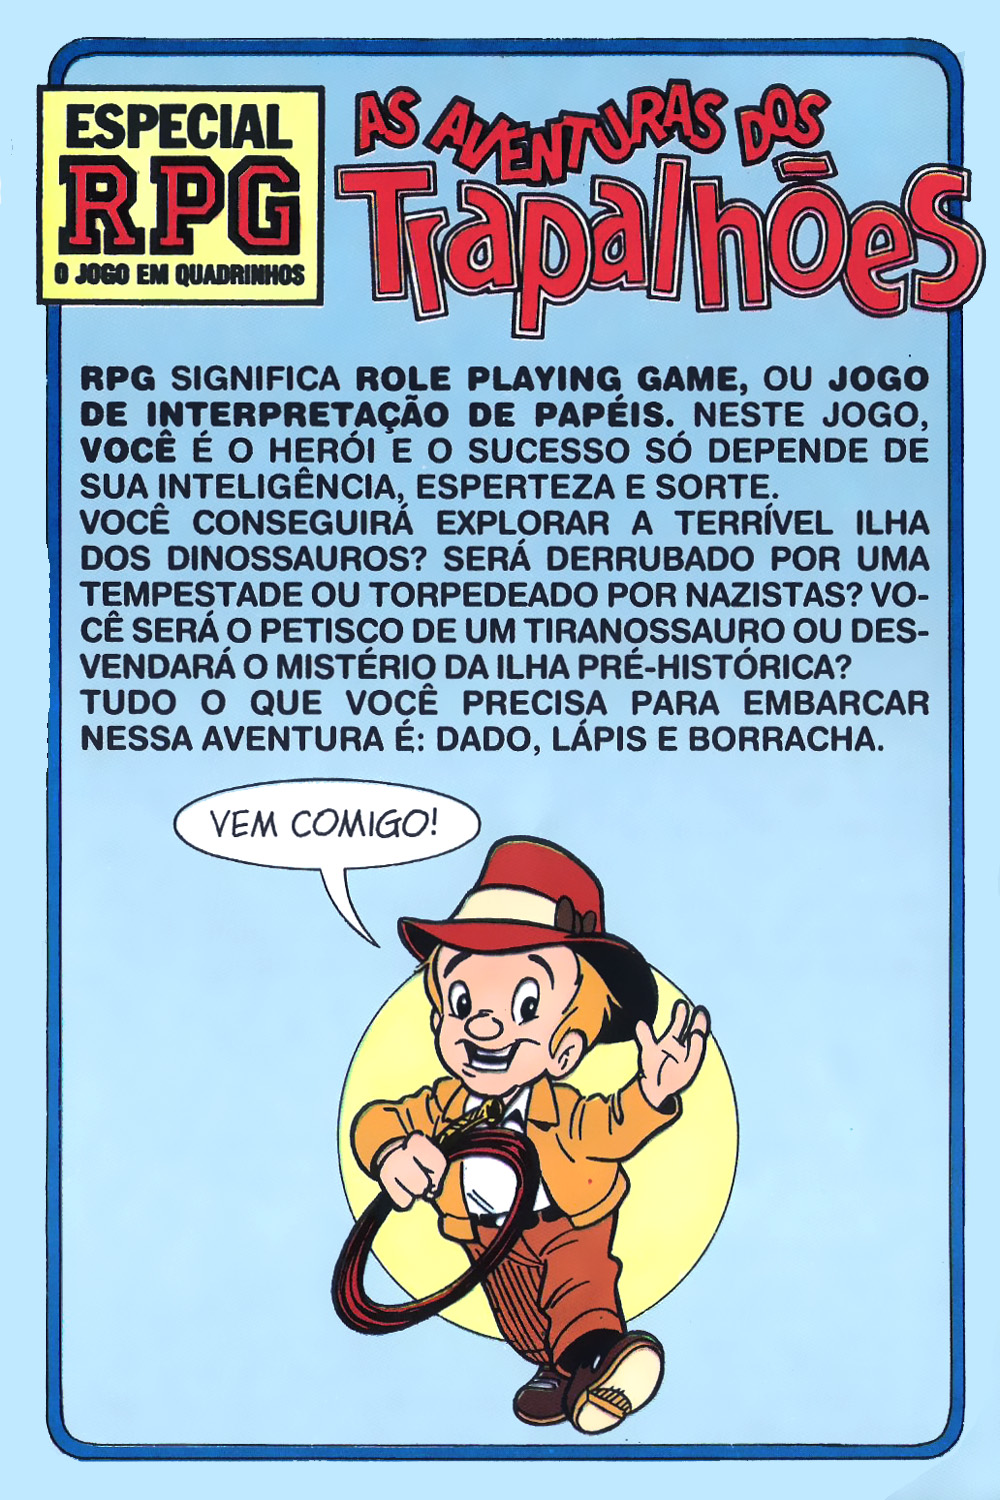 ESPECIAL
RPG
O JOGO EM QUADRINHOS
AS AVENTURAS DOS
Trapalhões
RPG SIGNIFICA ROLE PLAYING GAME, OU JOGO
DE INTERPRETAÇÃO DE PAPÉIS. NESTE JOGO,
VOCÊ É O HERÓI E O SUCESSO SÓ DEPENDE DE
SUA INTELIGÊNCIA, ESPERTEZA E SORTE.
VOCÊ CONSEGUIRÁ EXPLORAR A TERRÍVEL ILHA
DOS DINOSSAUROS? SERÁ DERRUBADO POR UMA
TEMPESTADE OU TORPEDEADO POR NAZISTAS? VO-
CÊ SERÁ O PETISCO DE UM TIRANOSSAURO OU DES-
VENDARÁ O MISTÉRIO DA ILHA PRÉ-HISTÓRICA?
TUDO O QUE VOCÊ PRECISA PARA EMBARCAR
NESSA AVENTURA É: DADO, LÁPIS E BORRACHA.
VEM COMIGO!